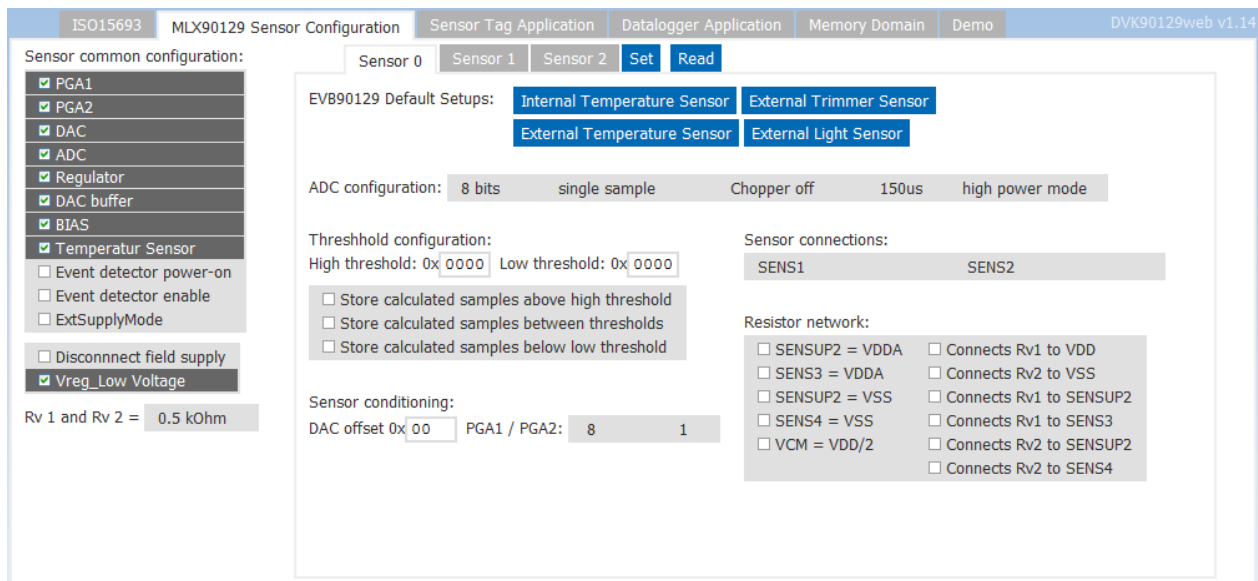 ISO15693 MLX90129 Sensor Configuration Sensor Tag Application Datalogger Application Memory Domain Demo DVK90129web v1.14
Sensor common configuration:
PGA1
PGA2
DAC
ADC
Regulator
DAC buffer
BIAS
Temperatur Sensor
Event detector power-on
Event detector enable
ExtSupplyMode
Disconnnect field supply
Vreg_Low Voltage
Rv 1 and Rv 2 = 0.5 kOhm
Sensor 0 Sensor 1 Sensor 2 Set Read
EVB90129 Default Setups: Internal Temperature Sensor External Trimmer Sensor
External Temperature Sensor External Light Sensor
ADC configuration: 8 bits single sample Chopper off 150us high power mode
Threshhold configuration:
High threshold: 0x 0000 Low threshold: 0x 0000
Store calculated samples above high threshold
Store calculated samples between thresholds
Store calculated samples below low threshold
Sensor conditioning:
DAC offset 0x 00 PGA1 / PGA2: 8 1
Sensor connections:
SENS1 SENS2
Resistor network:
SENSUP2 = VDDA Connects Rv1 to VDD
SENS3 = VDDA Connects Rv2 to VSS
SENSUP2 = VSS Connects Rv1 to SENSUP2
SENS4 = VSS Connects Rv1 to SENS3
VCM = VDD/2 Connects Rv2 to SENSUP2
Connects Rv2 to SENS4